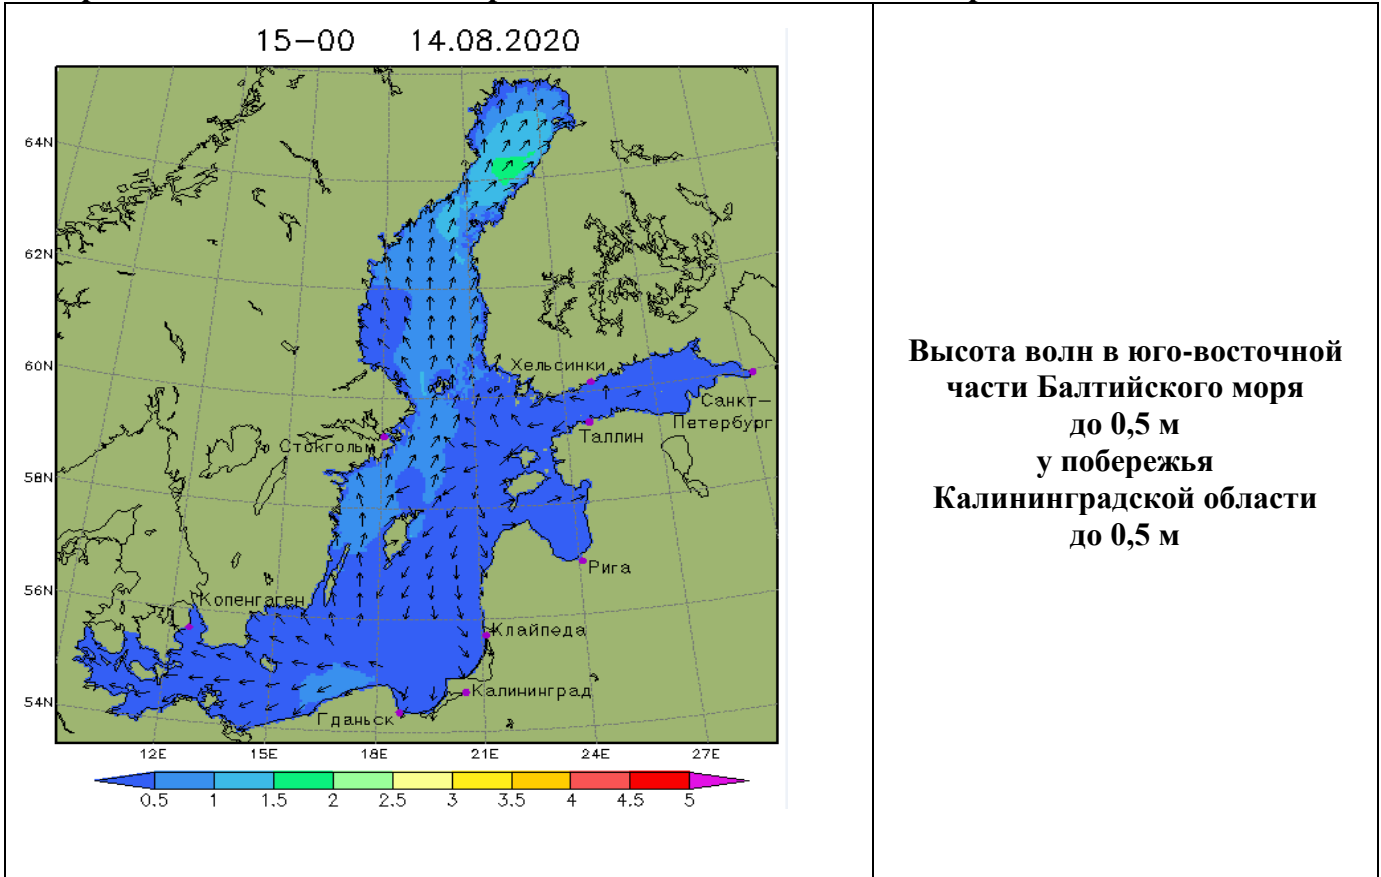 15-00 14.08.2020
64N
62N
60N
58N
56N
54N
Хельсинки
Санкт-
Петербург
Таллин
Стокгольм
Рига
Копенгаген
Клайпеда
Калининград
Гданьск
12E 15E 18E 21E 24E 27E
0.5 1 1.5 2 2.5 3 3.5 4 4.5 5
Высота волн в юго-восточной
части Балтийского моря
до 0,5 м
у побережья
Калининградской области
до 0,5 м